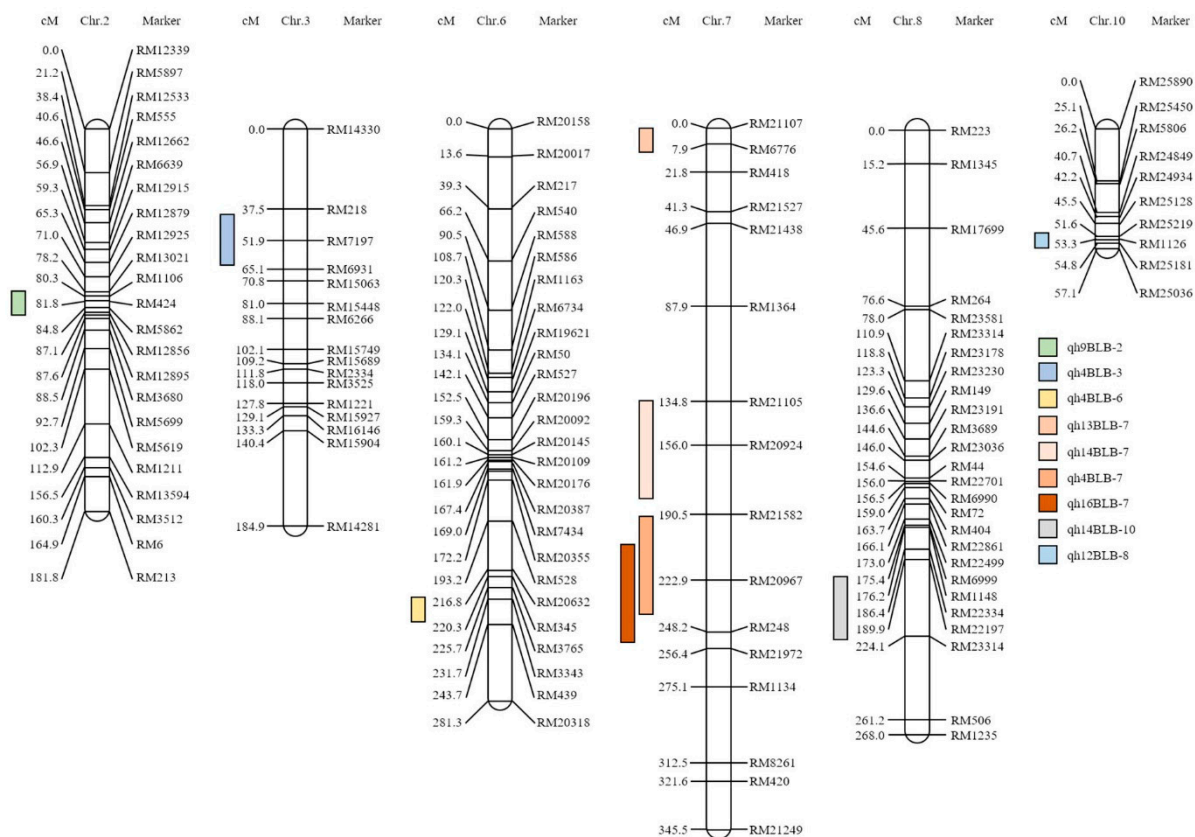 cM Chr.2 Marker
0.0 RM12339
21.2 RM5897
38.4 RM12533
40.6 RM555
46.6 RM12662
56.9 RM6639
59.3 RM12915
65.3 RM12879
71.0 RM12925
78.2 RM13021
80.3 RM1106
81.8 RM424
84.8 RM5862
87.1 RM12856
87.6 RM12895
88.5 RM3680
92.7 RM5699
102.3 RM5619
112.9 RM1211
156.5 RM13594
160.3 RM3512
164.9 RM6
181.8 RM213
cM Chr.3 Marker
0.0 RM14330
37.5 RM218
51.9 RM7197
65.1 RM6931
70.8 RM15063
81.0 RM15448
88.1 RM6266
102.1 RM15749
109.2 RM15689
111.8 RM2334
118.0 RM3525
127.8 RM1221
129.1 RM15927
133.3 RM16146
140.4 RM15904
184.9 RM14281
cM Chr.6 Marker
0.0 RM20158
13.6 RM20017
39.3 RM217
66.2 RM540
90.5 RM588
108.7 RM586
120.3 RM1163
122.0 RM6734
129.1 RM19621
134.1 RM50
142.1 RM527
152.5 RM20196
159.3 RM20092
160.1 RM20145
161.2 RM20109
161.9 RM20176
167.4 RM20387
169.0 RM7434
172.2 RM20355
193.2 RM528
216.8 RM20632
220.3 RM345
225.7 RM3765
231.7 RM3343
243.7 RM439
281.3 RM20318
cM Chr.7 Marker
0.0 RM21107
7.9 RM6776
21.8 RM418
41.3 RM21527
46.9 RM21438
87.9 RM1364
134.8 RM21105
156.0 RM20924
190.5 RM21582
222.9 RM20967
248.2 RM248
256.4 RM21972
275.1 RM1134
312.5 RM8261
321.6 RM420
345.5 RM21249
cM Chr.8 Marker
0.0 RM223
15.2 RM1345
45.6 RM17699
76.6 RM264
78.0 RM23581
110.9 RM23314
118.8 RM23178
123.3 RM23230
129.6 RM149
136.6 RM23191
144.6 RM3689
146.0 RM23036
154.6 RM44
156.0 RM22701
156.5 RM6990
159.0 RM72
163.7 RM404
166.1 RM22861
173.0 RM22499
175.4 RM6999
176.2 RM1148
186.4 RM22334
189.9 RM22197
224.1 RM23314
261.2 RM506
268.0 RM1235
cM Chr.10 Marker
0.0 RM25890
25.1 RM25450
26.2 RM5806
40.7 RM24849
42.2 RM24934
45.5 RM25128
51.6 RM25219
53.3 RM1126
54.8 RM25181
57.1 RM25036
qh9BLB-2
qh4BLB-3
qh4BLB-6
qh13BLB-7
qh14BLB-7
qh4BLB-7
qh16BLB-7
qh14BLB-10
qh12BLB-8